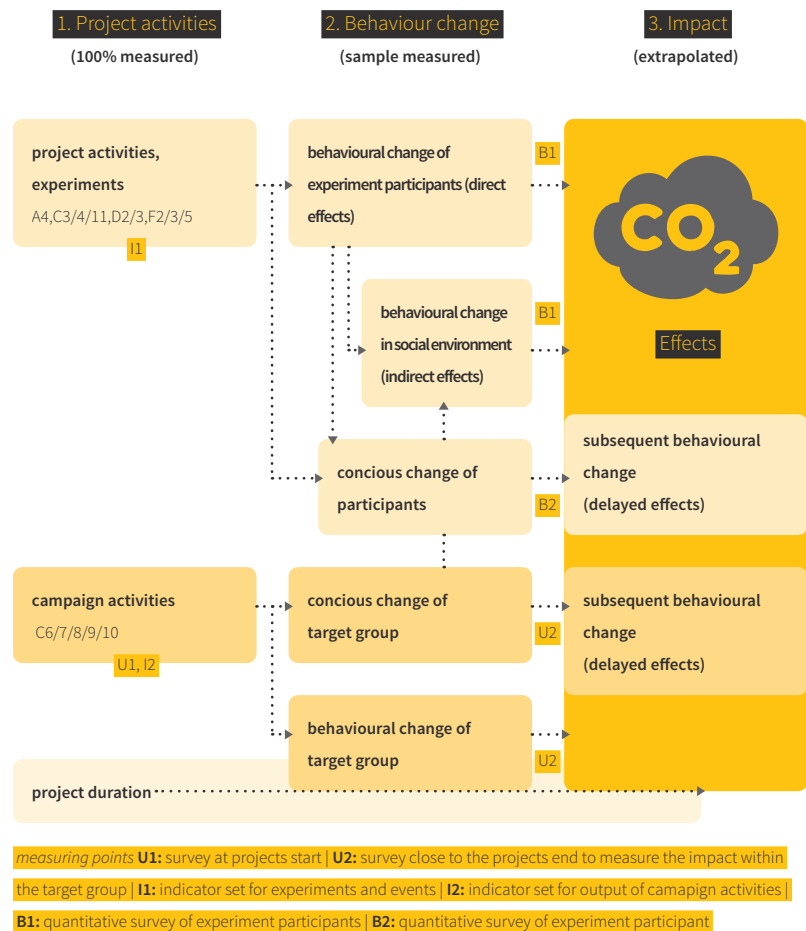 1. Project activities
(100% measured)
2. Behaviour change
(sample measured)
3. Impact
(extrapolated)
project activities,
experiments
A4,C3/4/11,D2/3,F2/3/5
I1
behavioural change of
experiment participants (direct
effects)
B1
behavioural change
in social environment
(indirect effects)
B1
CO2
Effects
concious change of
participants
B2
subsequent behavioural
change
(delayed effects)
campaign activities
C6/7/8/9/10
U1, I2
concious change of
target group
U2
subsequent behavioural
change
(delayed effects)
behavioural change of
target group
U2
project duration
measuring points U1: survey at projects start | U2: survey close to the projects end to measure the impact within
the target group | I1: indicator set for experiments and events | I2: indicator set for output of camapign activities |
B1: quantitative survey of experiment participants | B2: quantitative survey of experiment participant